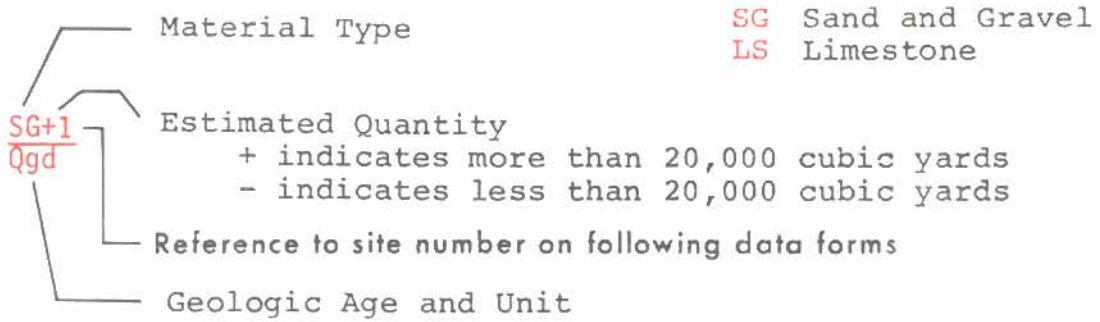 Material Type
SG Sand and Gravel
LS Limestone
SG+1
Qgd
Estimated Quantity
+ indicates more than 20,000 cubic yards
- indicates less than 20,000 cubic yards
Reference to site number on following data forms
Geologic Age and Unit